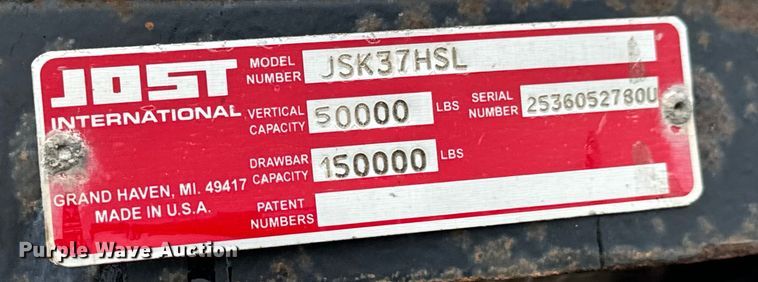 JOST
INTERNATIONAL
GRAND HAVEN, MI. 49417
MADE IN U.S.A.
MODEL NUMBER JSK37HSL
VERTICAL CAPACITY 50000 LBS
SERIAL NUMBER 2536052780U
DRAWBAR CAPACITY 150000 LBS
PATENT NUMBERS
Purple Wave Auction